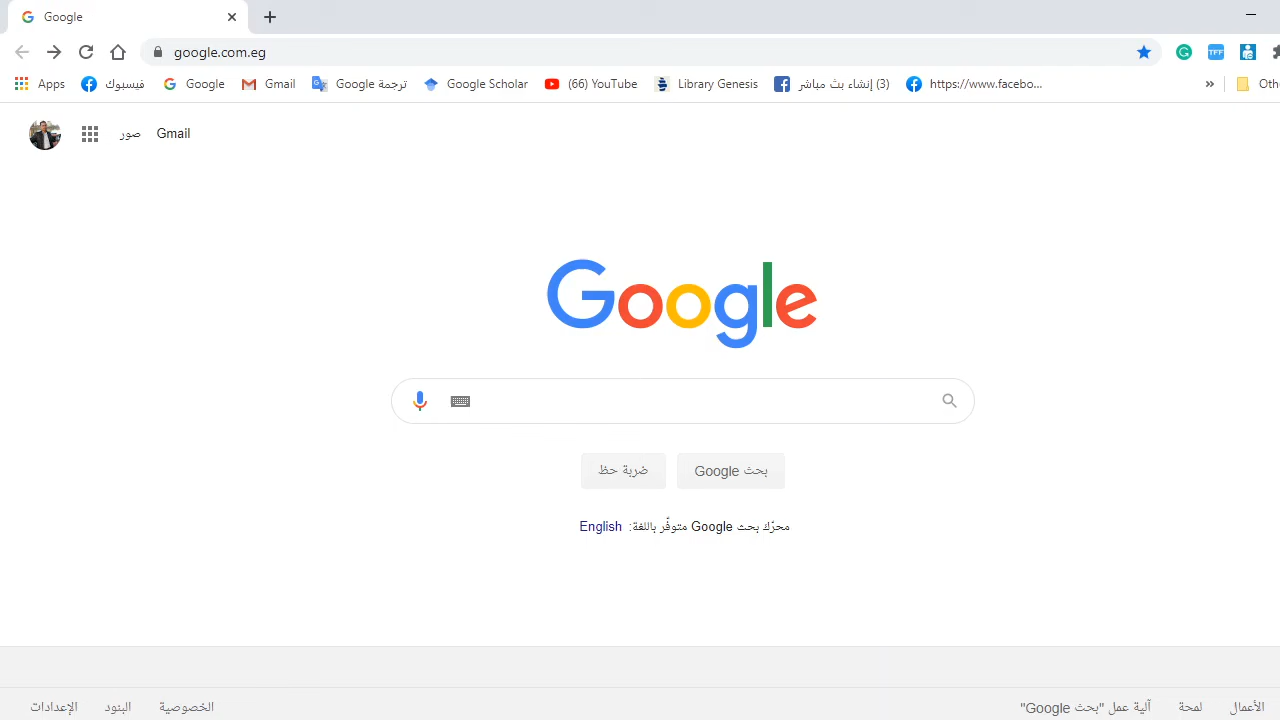 Google
google.com.eg
Apps فيسبوك Google Gmail ترجمة Google Google Scholar (66) YouTube Library Genesis (3) إنشاء بث مباشر https://www.facebo... » Oth
صور Gmail
Google
بحث Google ضربة حظ
محرّك بحث Google متوفّر باللغة: English
الأعمال لمحة آلية عمل "بحث Google" الخصوصية البنود الإعدادات